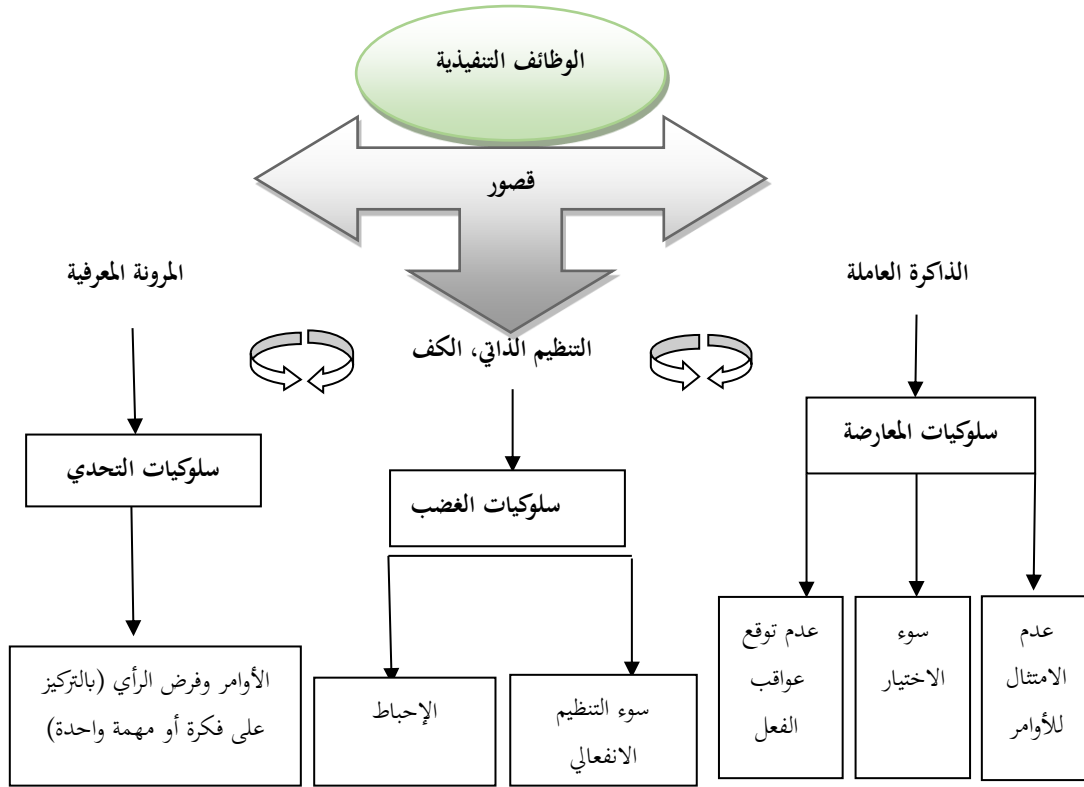 الوظائف التنفيذية
قصور
الذاكرة العاملة
المرونة المعرفية
التنظيم الذاتي، الكف
سلوكيات المعارضة
سلوكيات الغضب
سلوكيات التحدي
عدم
الامتثال
للأوامر
سوء
الاختيار
عدم توقع
عواقب
الفعل
سوء التنظيم
الانفعالي
الإحباط
الأوامر وفرض الرأي (بالتركيز
على فكرة أو مهمة واحدة)